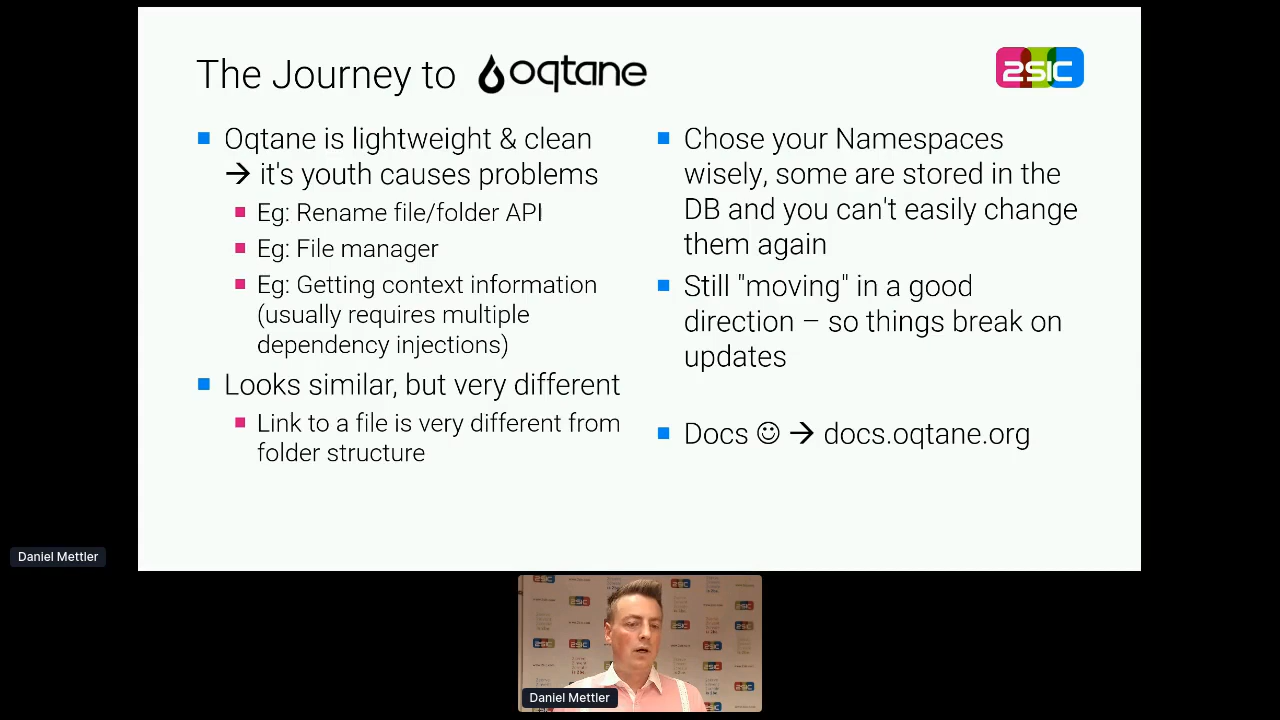 The Journey to oqtane
2sic
Oqtane is lightweight & clean
→ it's youth causes problems
Eg: Rename file/folder API
Eg: File manager
Eg: Getting context information
(usually requires multiple
dependency injections)
Looks similar, but very different
Link to a file is very different from
folder structure
Chose your Namespaces
wisely, some are stored in the
DB and you can't easily change
them again
Still "moving" in a good
direction – so things break on
updates
Docs ☺ → docs.oqtane.org
Daniel Mettler
Daniel Mettler